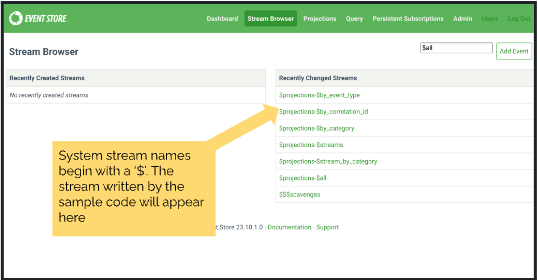 EVENT STORE
Dashboard Stream Browser Projections Query Persistent Subscriptions Admin Users Log Out
Stream Browser
$all
Add Event
Recently Created Streams
No recently created streams
Recently Changed Streams
$projections-$by_event_type
$projections-$by_correlation_id
$projections-$by_category
$projections-$streams
$projections-$stream_by_category
$projections-$all
$$$scavenges
System stream names
begin with a ‘$’. The
stream written by the
sample code will appear
here
Store 23.10.1.0 · Documentation · Support